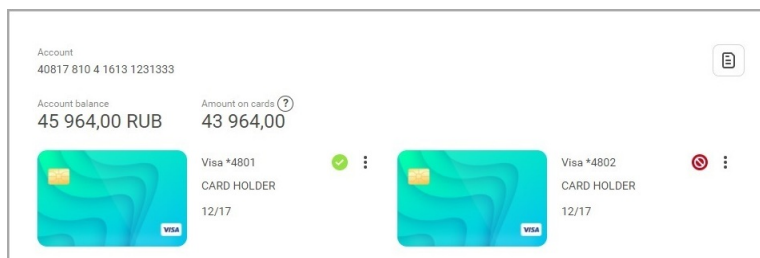 Account
40817 810 4 1613 1231333
Account balance
45 964,00 RUB
Amount on cards ?
43 964,00
VISA
Visa *4801
CARD HOLDER
12/17
VISA
Visa *4802
CARD HOLDER
12/17